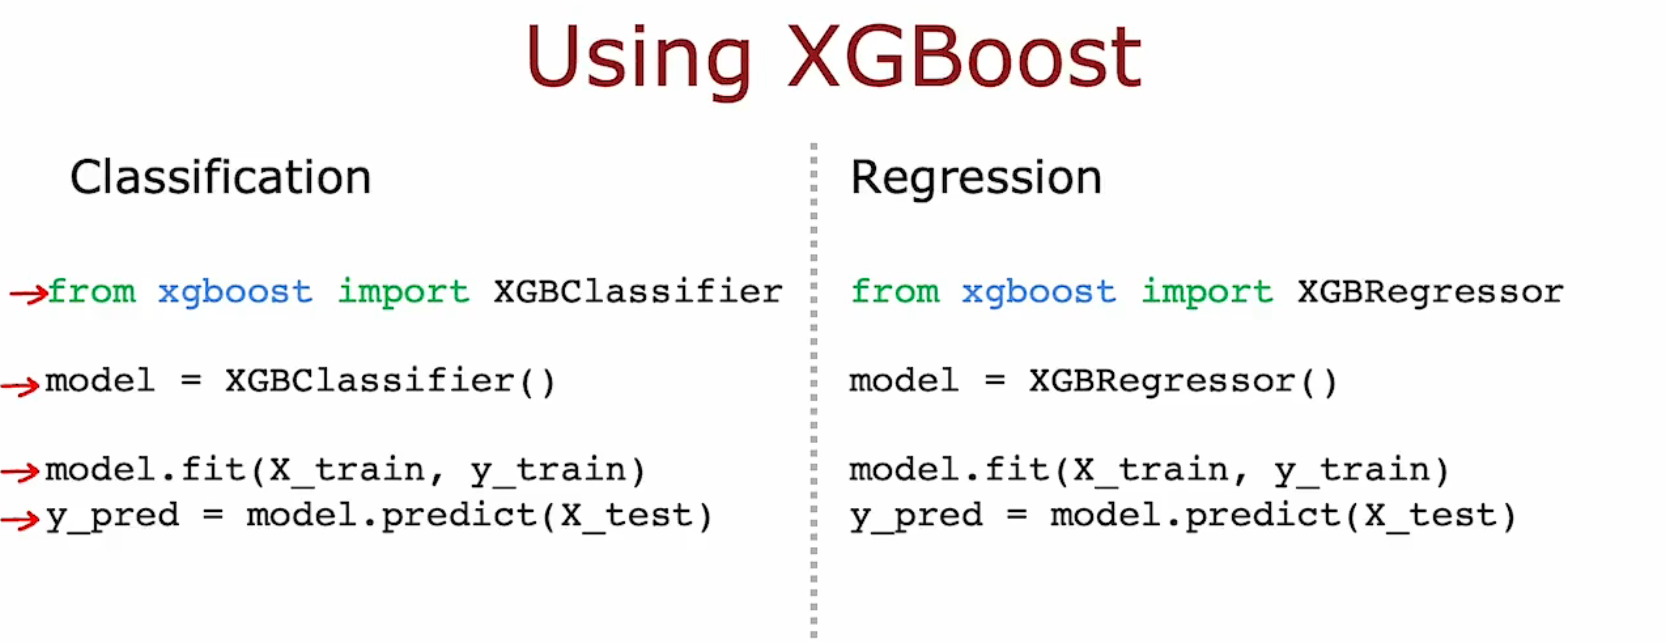 Using XGBoost
Classification
from xgboost import XGBClassifier
model = XGBClassifier()
model.fit(X_train, y_train)
y_pred = model.predict(X_test)
Regression
from xgboost import XGBRegressor
model = XGBRegressor()
model.fit(X_train, y_train)
y_pred = model.predict(X_test)